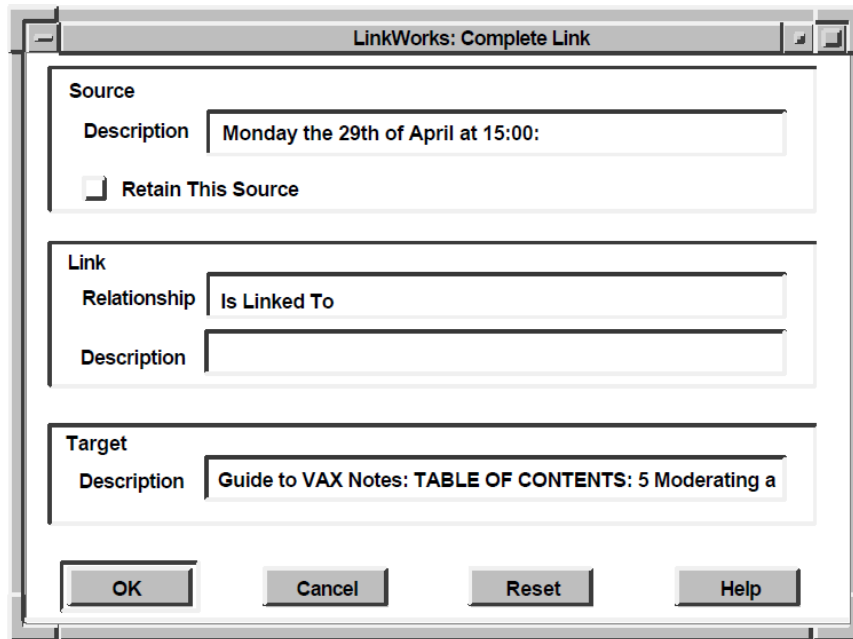 LinkWorks: Complete Link
Source
Description Monday the 29th of April at 15:00:
Retain This Source
Link
Relationship Is Linked To
Description
Target
Description Guide to VAX Notes: TABLE OF CONTENTS: 5 Moderating a
OK Cancel Reset Help